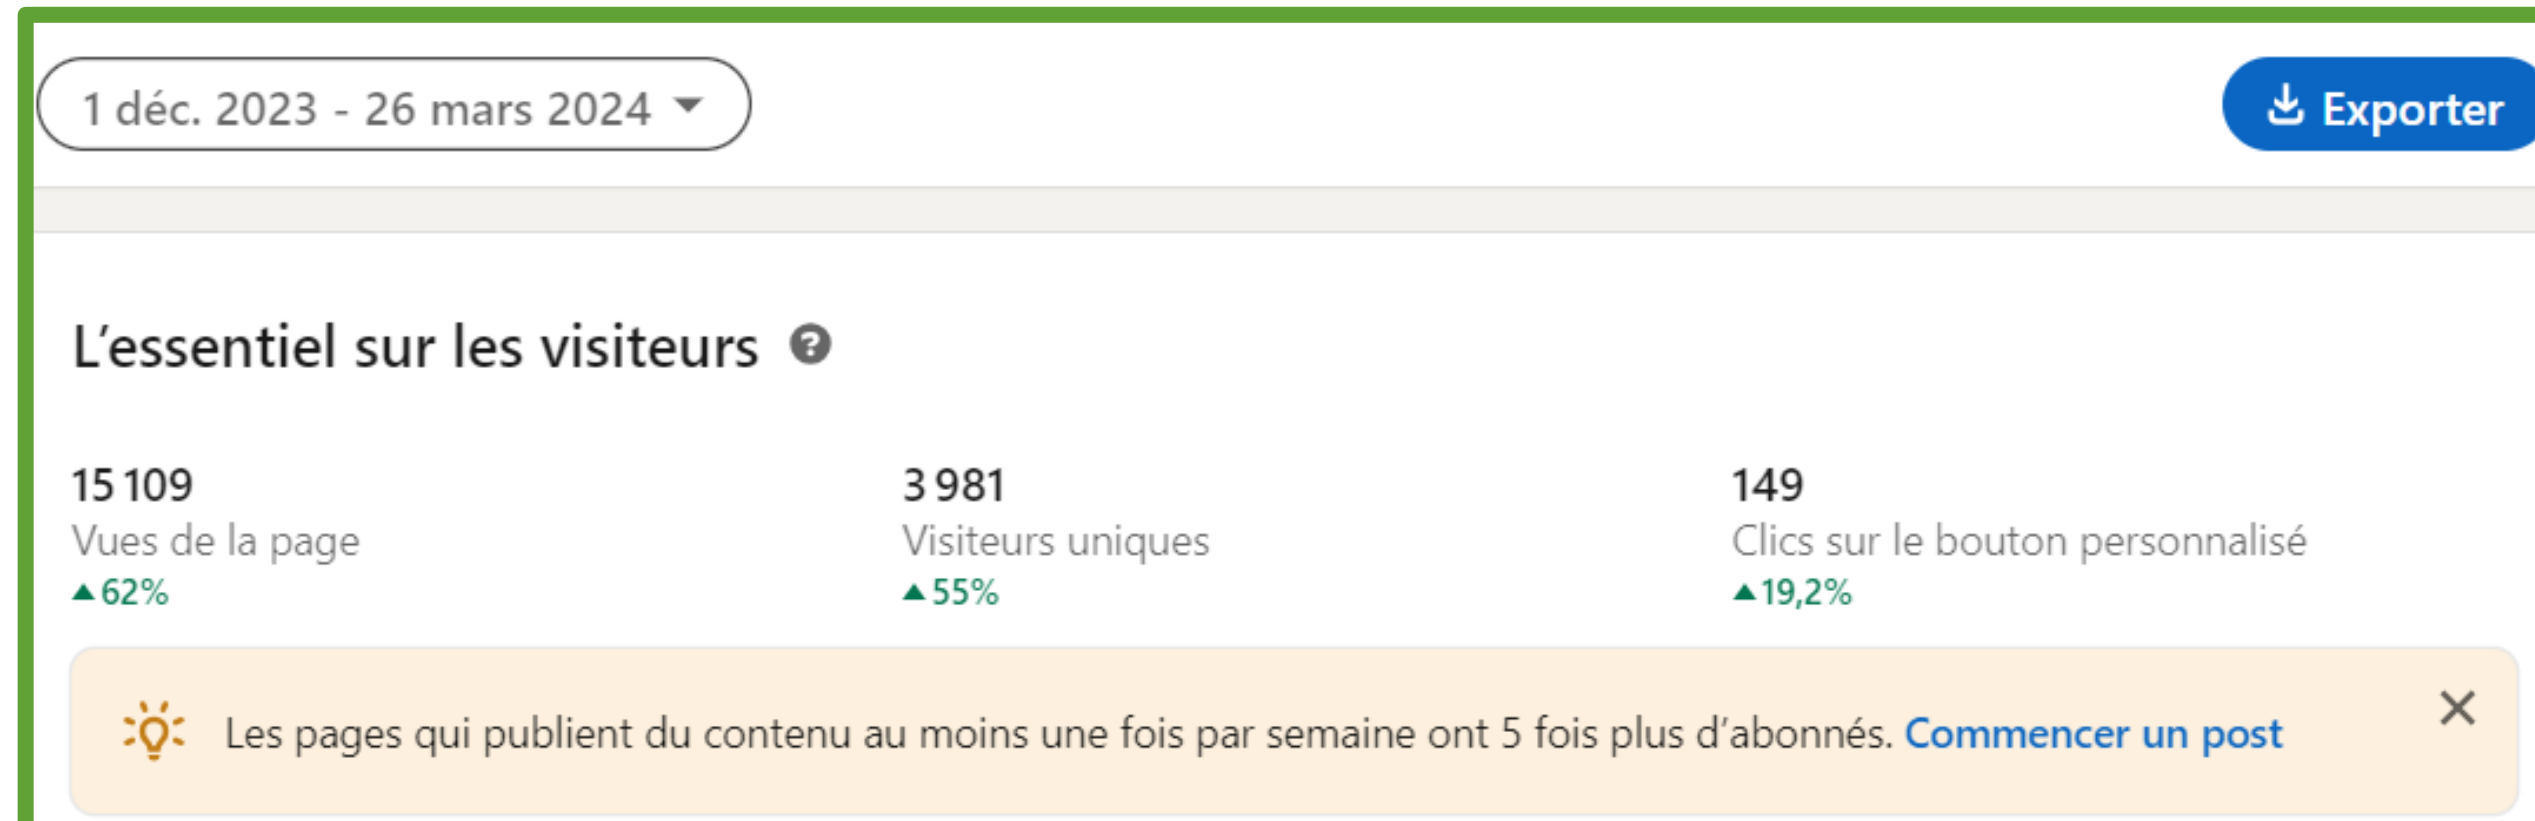 1 déc. 2023 - 26 mars 2024
Exporter
L’essentiel sur les visiteurs
15 109
Vues de la page
62%
3 981
Visiteurs uniques
55%
149
Clics sur le bouton personnalisé
19,2%
Les pages qui publient du contenu au moins une fois par semaine ont 5 fois plus d’abonnés. Commencer un post